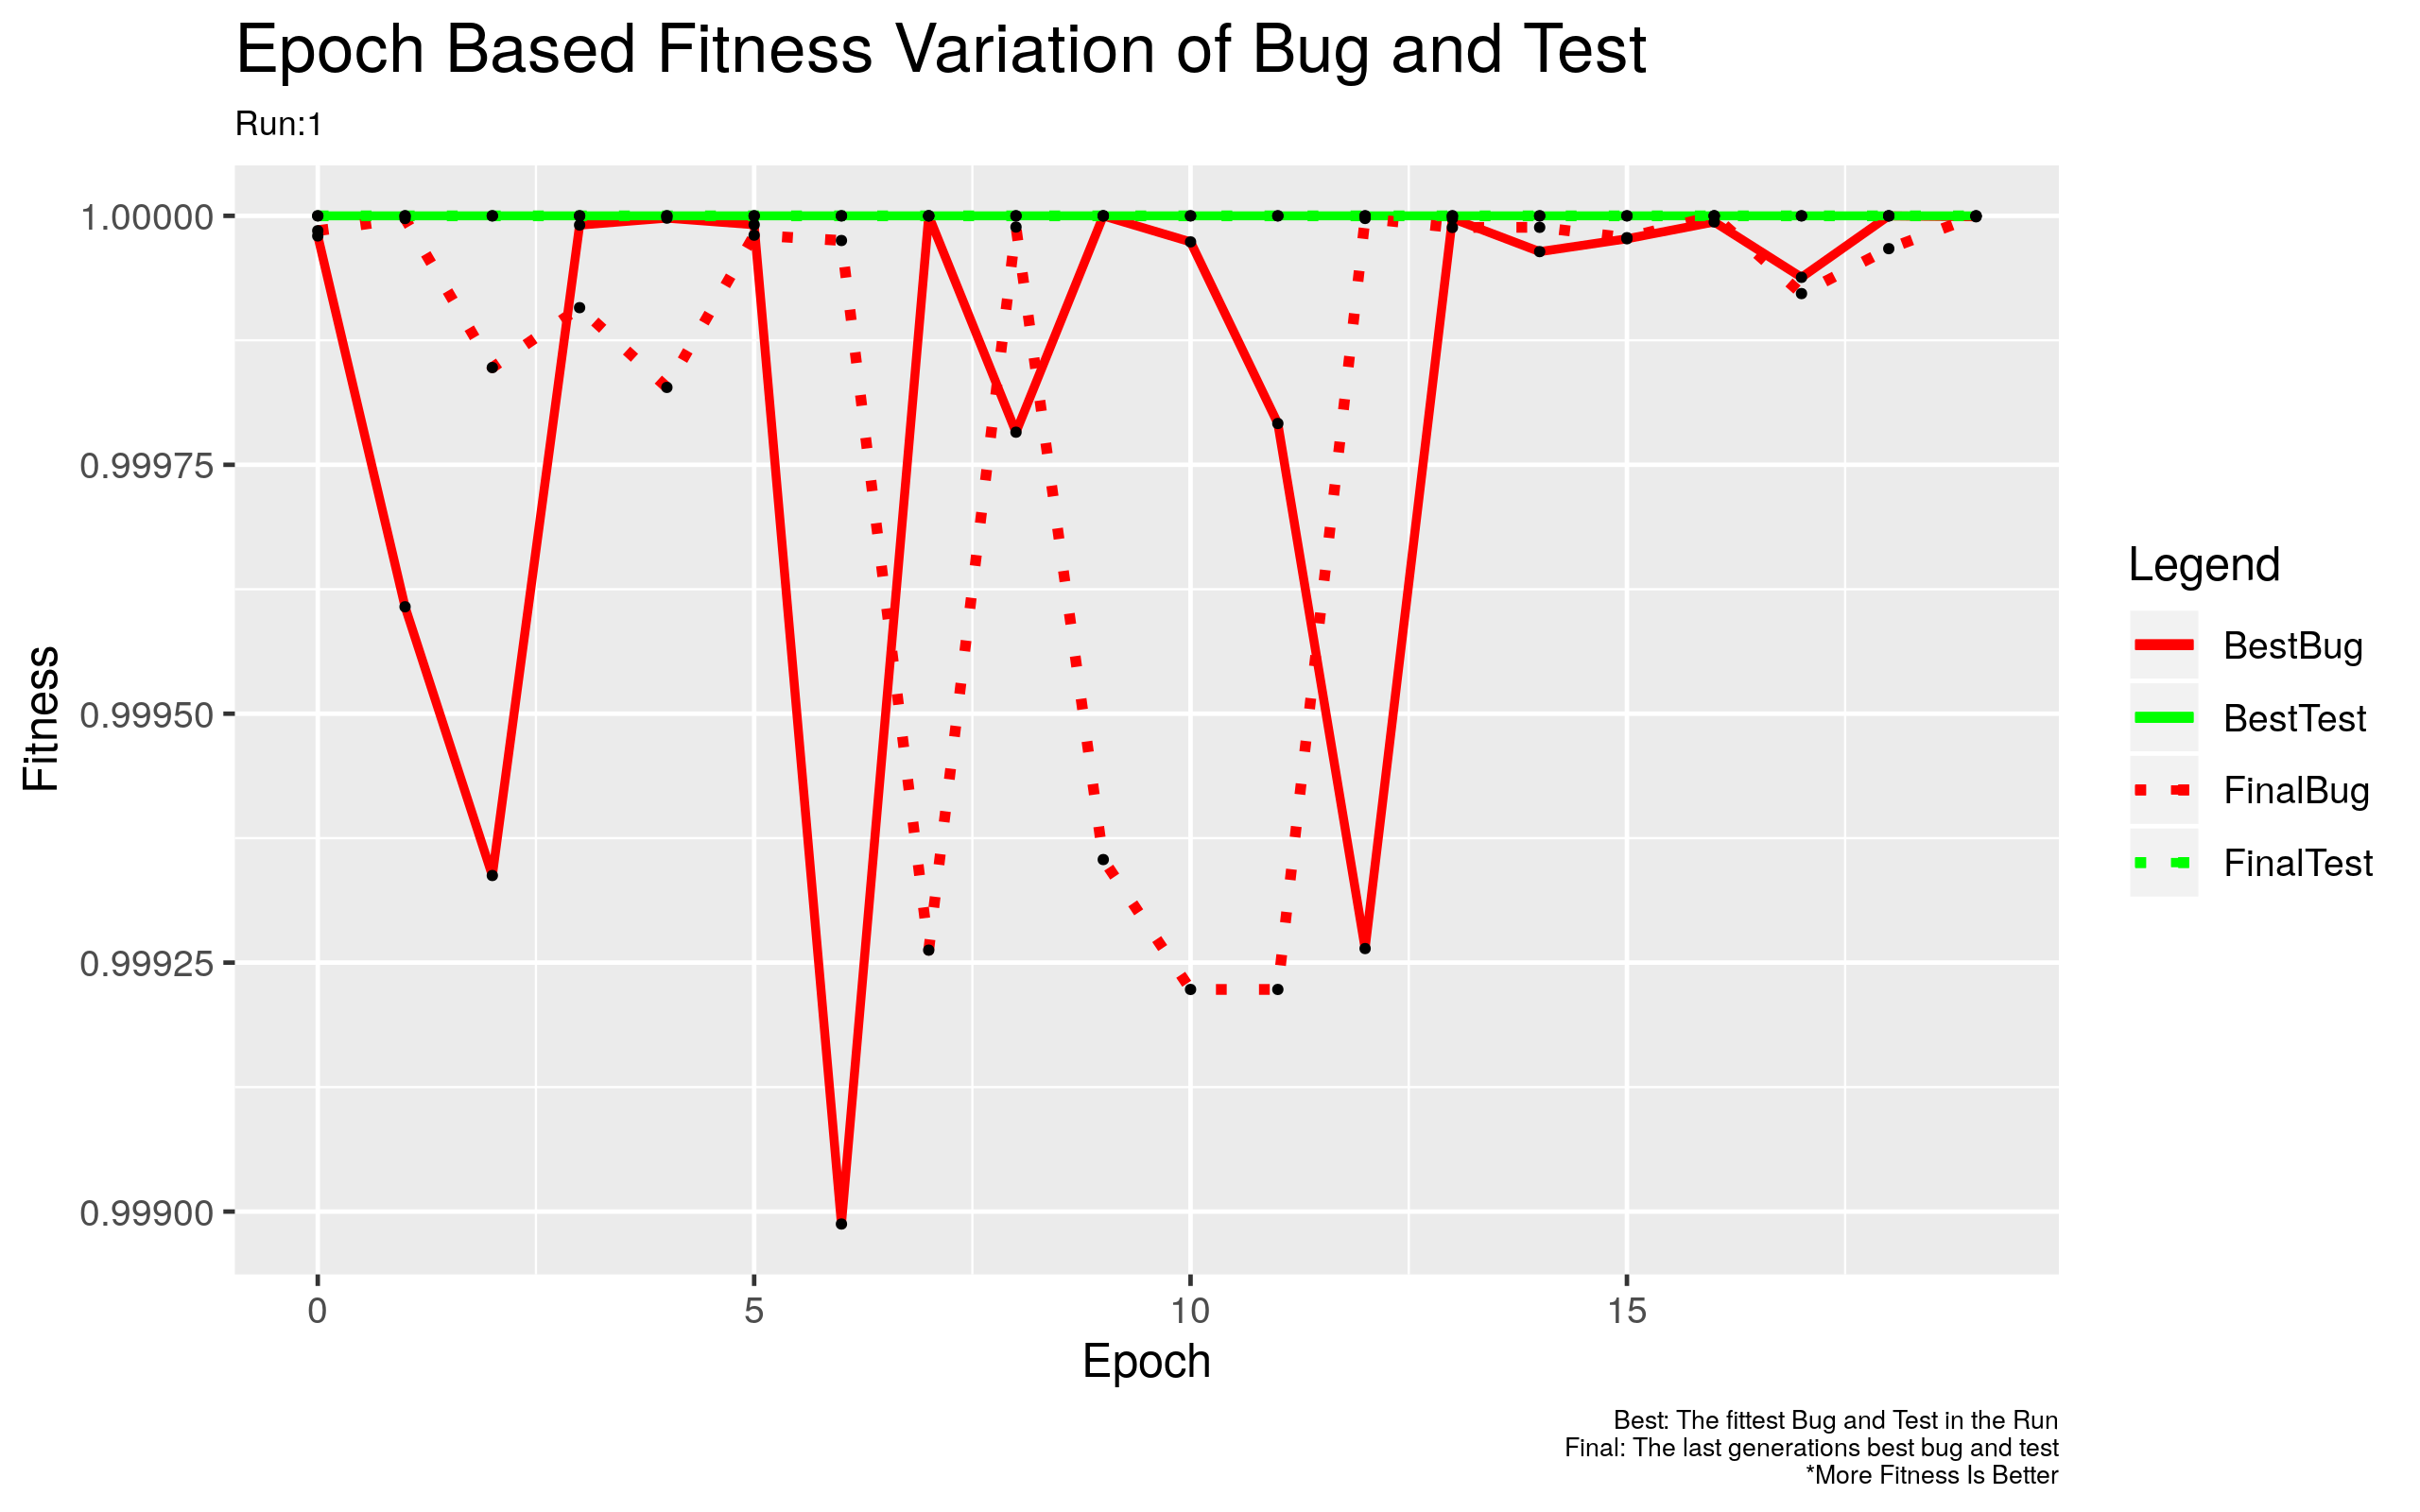 Epoch Based Fitness Variation of Bug and Test
Run:1
1.00000
0.99975
0.99950
0.99925
0.99900
Fitness
0 5 10 15
Epoch
Legend
BestBug
BestTest
FinalBug
FinalTest
Best: The fittest Bug and Test in the Run
Final: The last generations best bug and test
*More Fitness Is Better